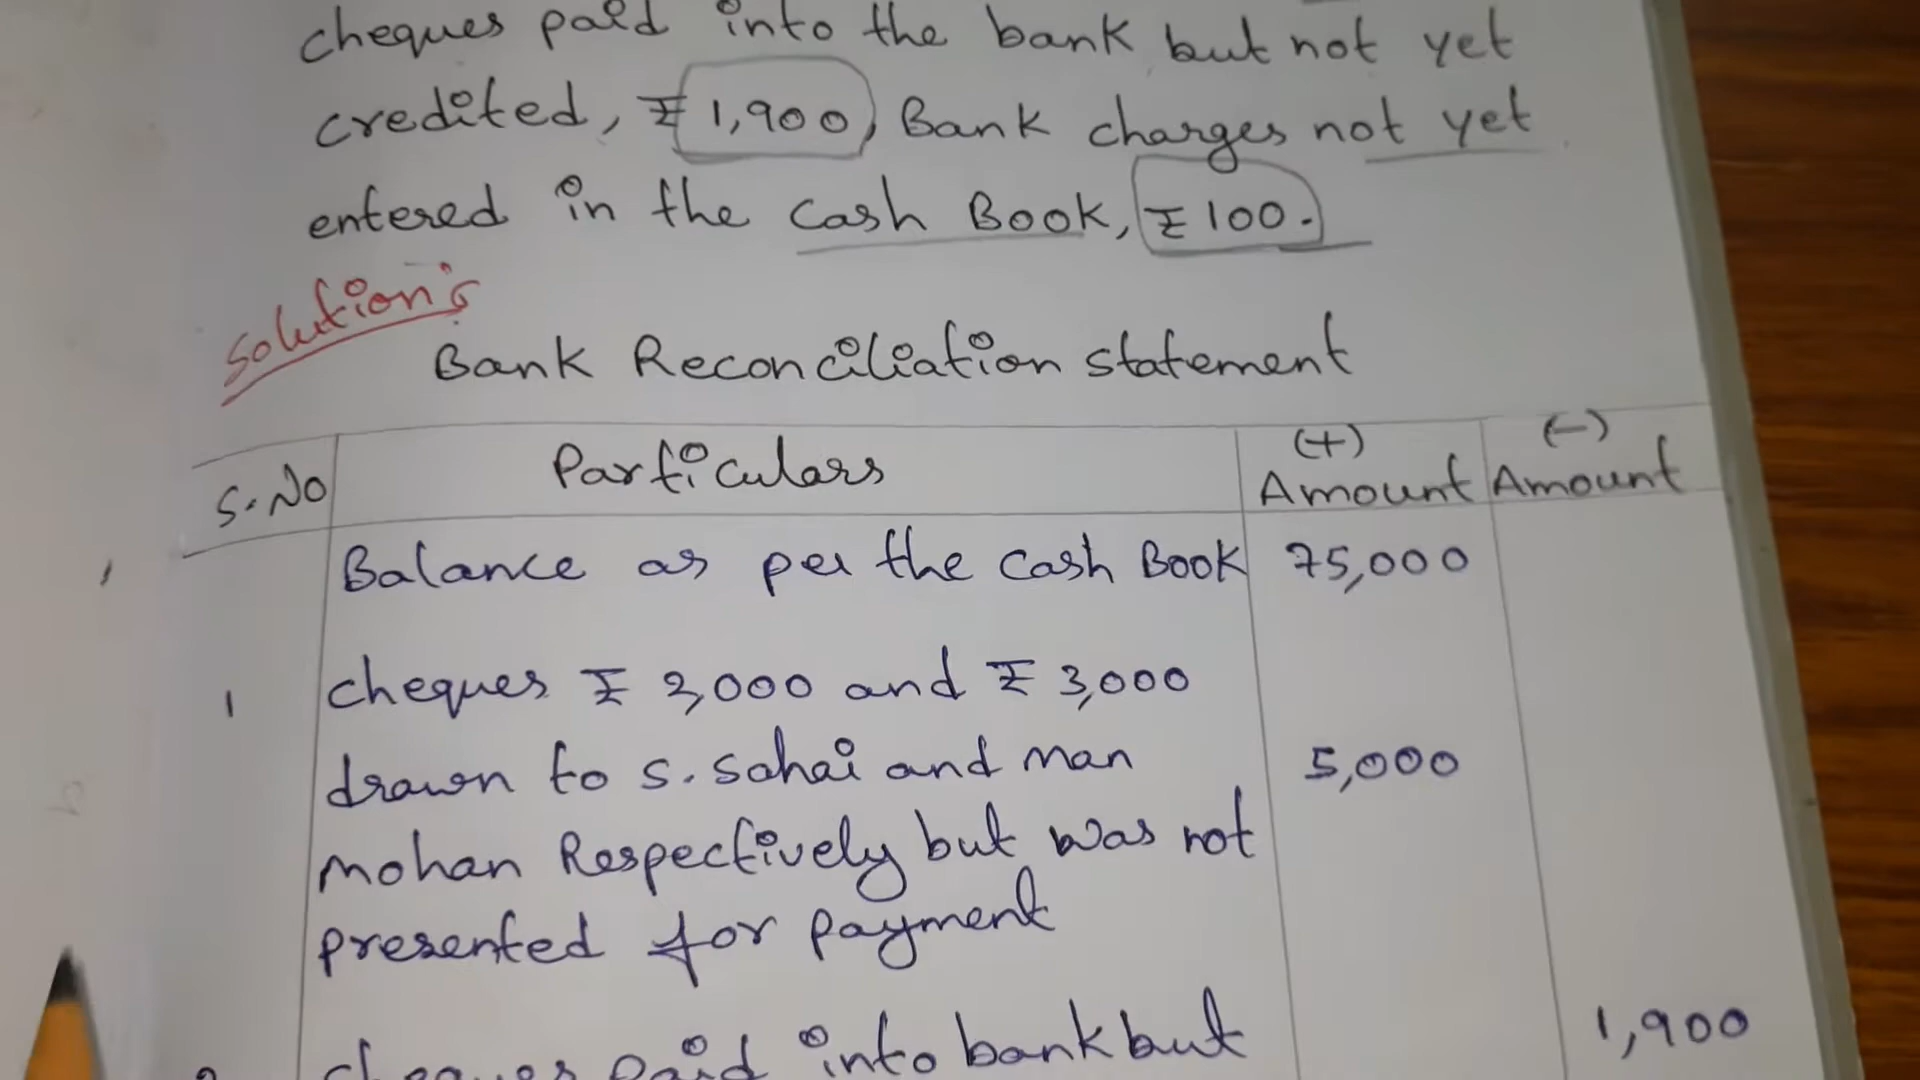 cheques paid into the bank but not yet
credited, ₹ 1,900, Bank charges not yet
entered in the cash Book, ₹ 100.
Solution:
Bank Reconciliation statement
S.No Particulars (+) Amount (-) Amount
Balance as per the cash Book 75,000
1 cheques ₹ 2,000 and ₹ 3,000
drawn to S. Sahai and Man
Mohan Respectively but was not 5,000
presented for payment
2 cheques paid into bank but 1,900